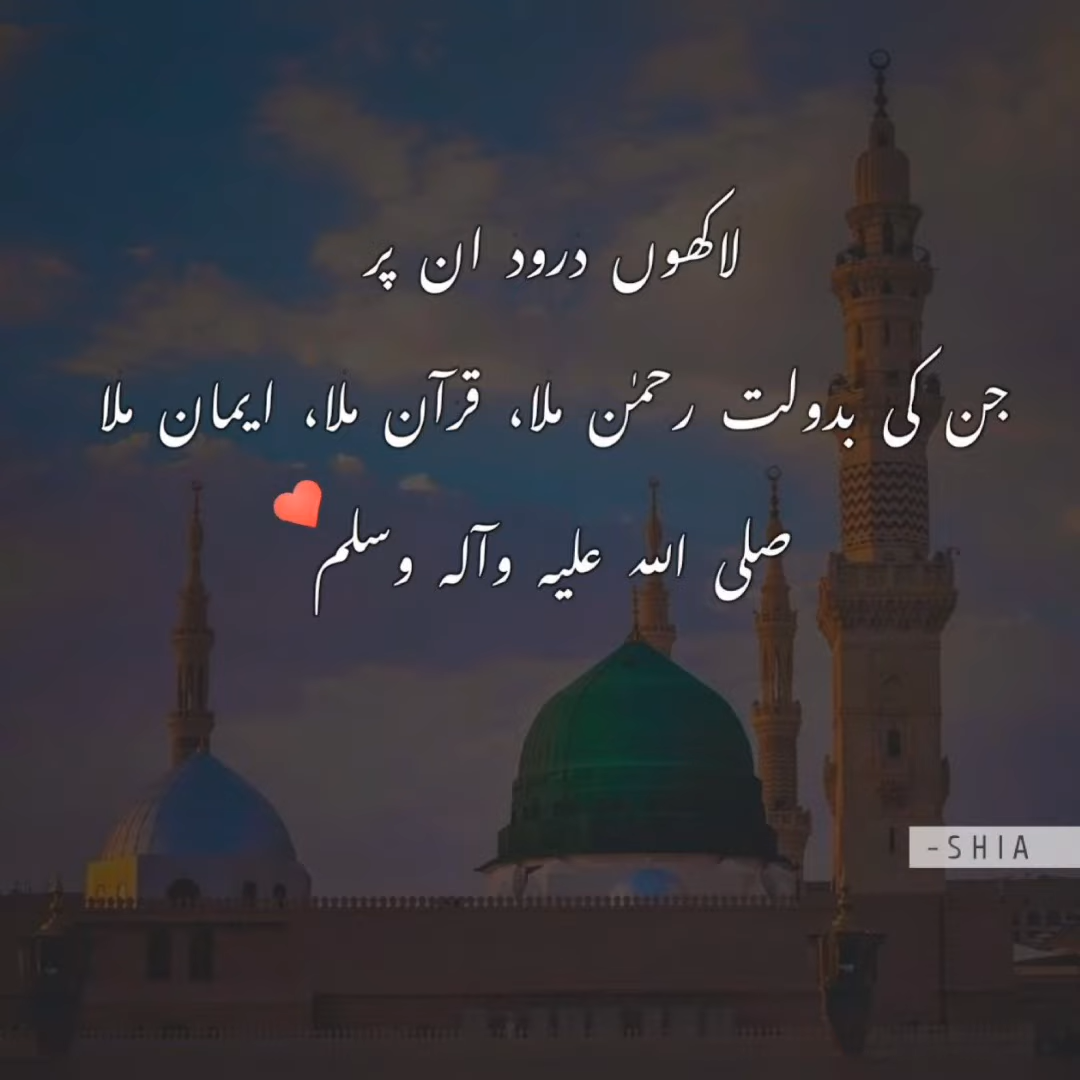 لاکھوں درود ان پر
جن کی بدولت رحمٰن ملا، قرآن ملا، ایمان ملا
صلی اللہ علیہ وآلہ وسلم
-SHIA